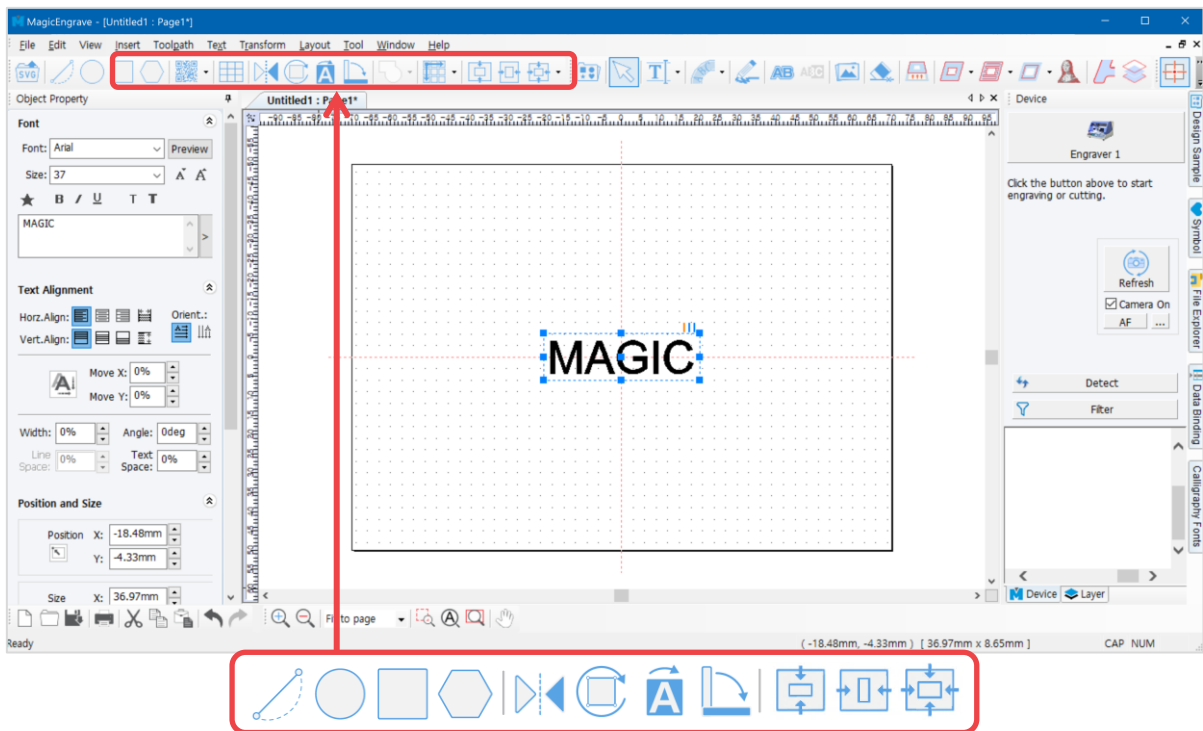 MagicEngrave - [Untitled1 : Page1*]
File Edit View Insert Toolpath Text Transform Layout Tool Window Help
SVG
Object Property
Untitled1 : Page1*
Device
Font
Font: Arial Preview
Size: 37
B I U T T
MAGIC
Text Alignment
Horz.Align: Orient.:
Vert.Align:
Move X: 0%
Move Y: 0%
Width: 0% Angle: 0deg
Line Space: 0% Text Space: 0%
Position and Size
Position X: -18.48mm
Y: -4.33mm
Size X: 36.97mm
MAGIC
Engraver 1
Click the button above to start
engraving or cutting.
Refresh
Camera On
AF ...
Detect
Filter
Device Layer
Design Sample
Symbol
File Explorer
Data Binding
Calligraphy Fonts
Fit to page
Ready
( -18.48mm, -4.33mm ) [ 36.97mm x 8.65mm ] CAP NUM
A